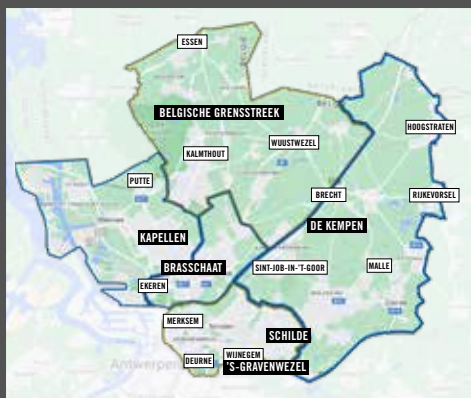 ESSEN
BELGISCHE GRENSSTREEK
HOOGSTRATEN
WUUSTWEZEL
KALMTHOUT
PUTTE
BRECHT
RIJKEVORSEL
DE KEMPEN
KAPELLEN
BRASSCHAAT
SINT-JOB-IN-'T-GOOR
MALLE
EKEREN
MERKSEM
SCHILDE
WIJNEGEM
DEURNE
'S-GRAVENWEZEL
Antwerpen